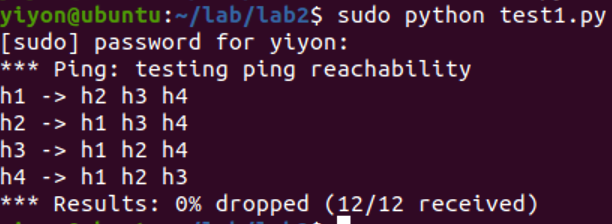 yiyon@ubuntu:~/lab/lab2$ sudo python test1.py
[sudo] password for yiyon:
*** Ping: testing ping reachability
h1 -> h2 h3 h4
h2 -> h1 h3 h4
h3 -> h1 h2 h4
h4 -> h1 h2 h3
*** Results: 0% dropped (12/12 received)